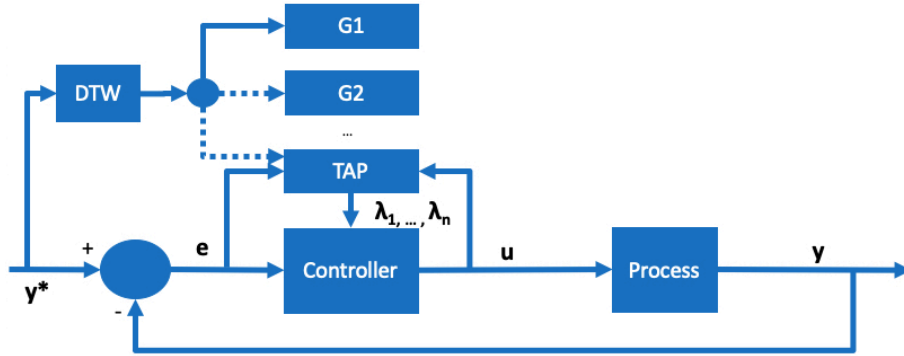 G1
DTW
G2
...
TAP
λ1, ... , λn
+
e
Controller
u
Process
y
y*
-